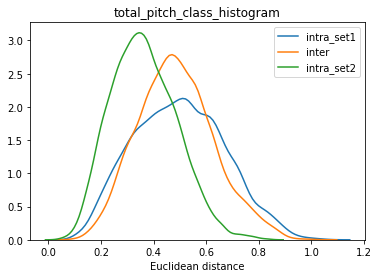 total_pitch_class_histogram
intra_set1
inter
intra_set2
3.0
2.5
2.0
1.5
1.0
0.5
0.0
0.0 0.2 0.4 0.6 0.8 1.0 1.2
Euclidean distance